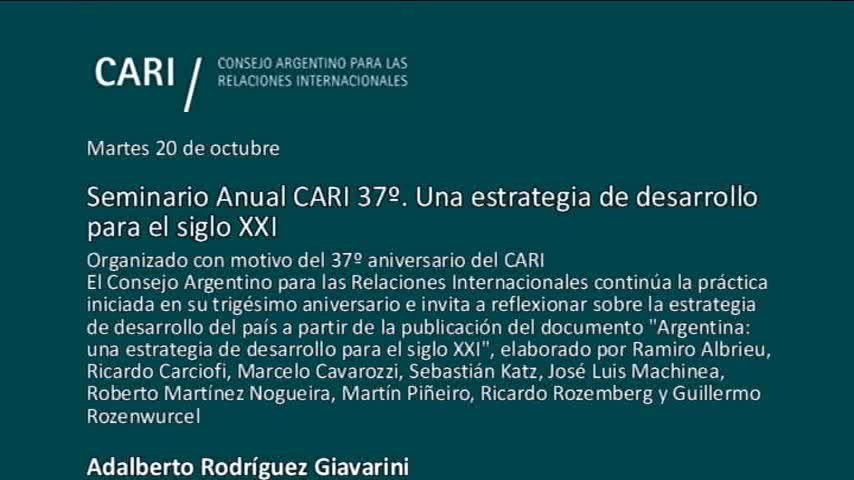 CARI
CONSEJO ARGENTINO PARA LAS
RELACIONES INTERNACIONALES
Martes 20 de octubre
Seminario Anual CARI 37º. Una estrategia de desarrollo
para el siglo XXI
Organizado con motivo del 37º aniversario del CARI
El Consejo Argentino para las Relaciones Internacionales continúa la práctica
iniciada en su trigésimo aniversario e invita a reflexionar sobre la estrategia
de desarrollo del país a partir de la publicación del documento "Argentina:
una estrategia de desarrollo para el siglo XXI", elaborado por Ramiro Albrieu,
Ricardo Carciofi, Marcelo Cavarozzi, Sebastián Katz, José Luis Machinea,
Roberto Martínez Nogueira, Martín Piñeiro, Ricardo Rozemberg y Guillermo
Rozenwurcel
Adalberto Rodríguez Giavarini